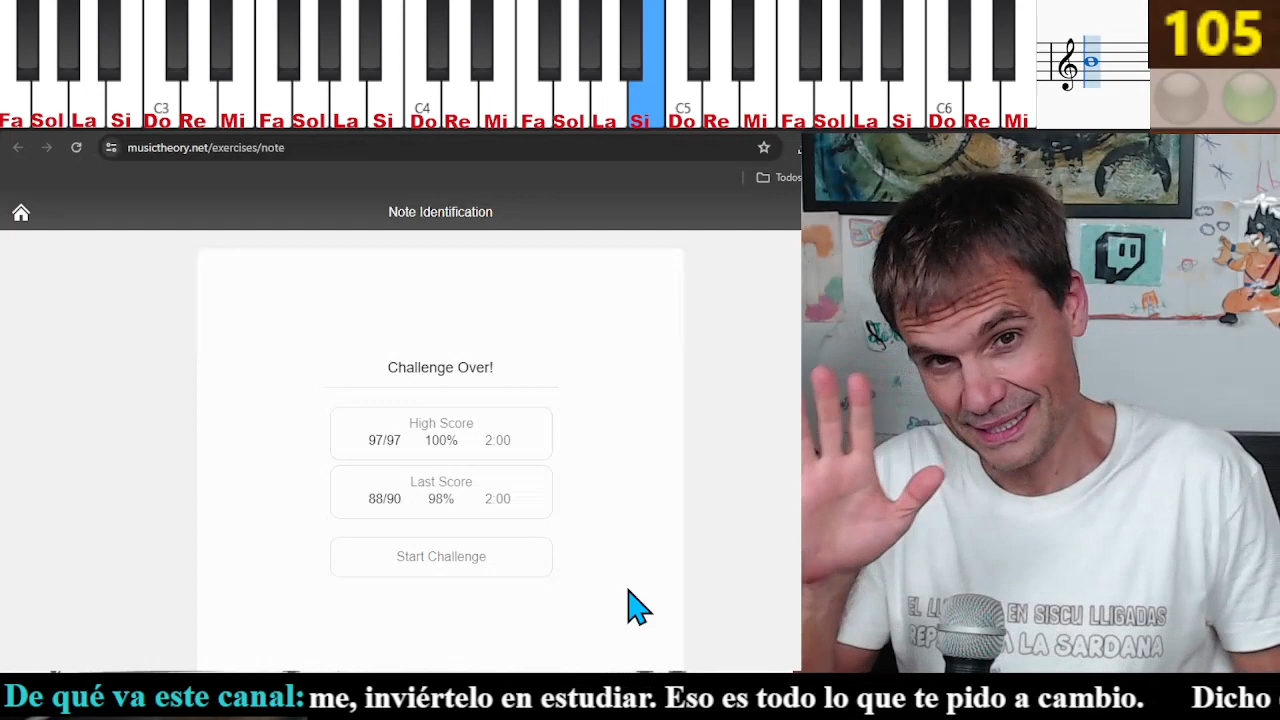 105
C3 C4 C5 C6
Fa Sol La Si Do Re Mi Fa Sol La Si Do Re Mi Fa Sol La Si Do Re Mi Fa Sol La Si Do Re Mi
musictheory.net/exercises/note
Todos
Note Identification
Challenge Over!
High Score
97/97 100% 2:00
Last Score
88/90 98% 2:00
Start Challenge
EN SISCU LLIGADAS
LA SARDANA
De qué va este canal: me, inviértelo en estudiar. Eso es todo lo que te pido a cambio. Dicho